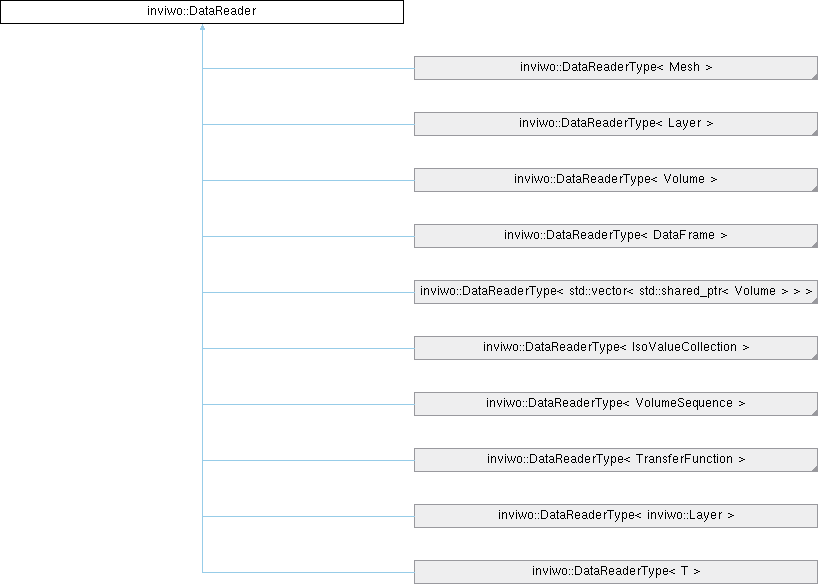 inviwo::DataReader
inviwo::DataReaderType< Mesh >
inviwo::DataReaderType< Layer >
inviwo::DataReaderType< Volume >
inviwo::DataReaderType< DataFrame >
inviwo::DataReaderType< std::vector< std::shared_ptr< Volume > > >
inviwo::DataReaderType< IsoValueCollection >
inviwo::DataReaderType< VolumeSequence >
inviwo::DataReaderType< TransferFunction >
inviwo::DataReaderType< inviwo::Layer >
inviwo::DataReaderType< T >